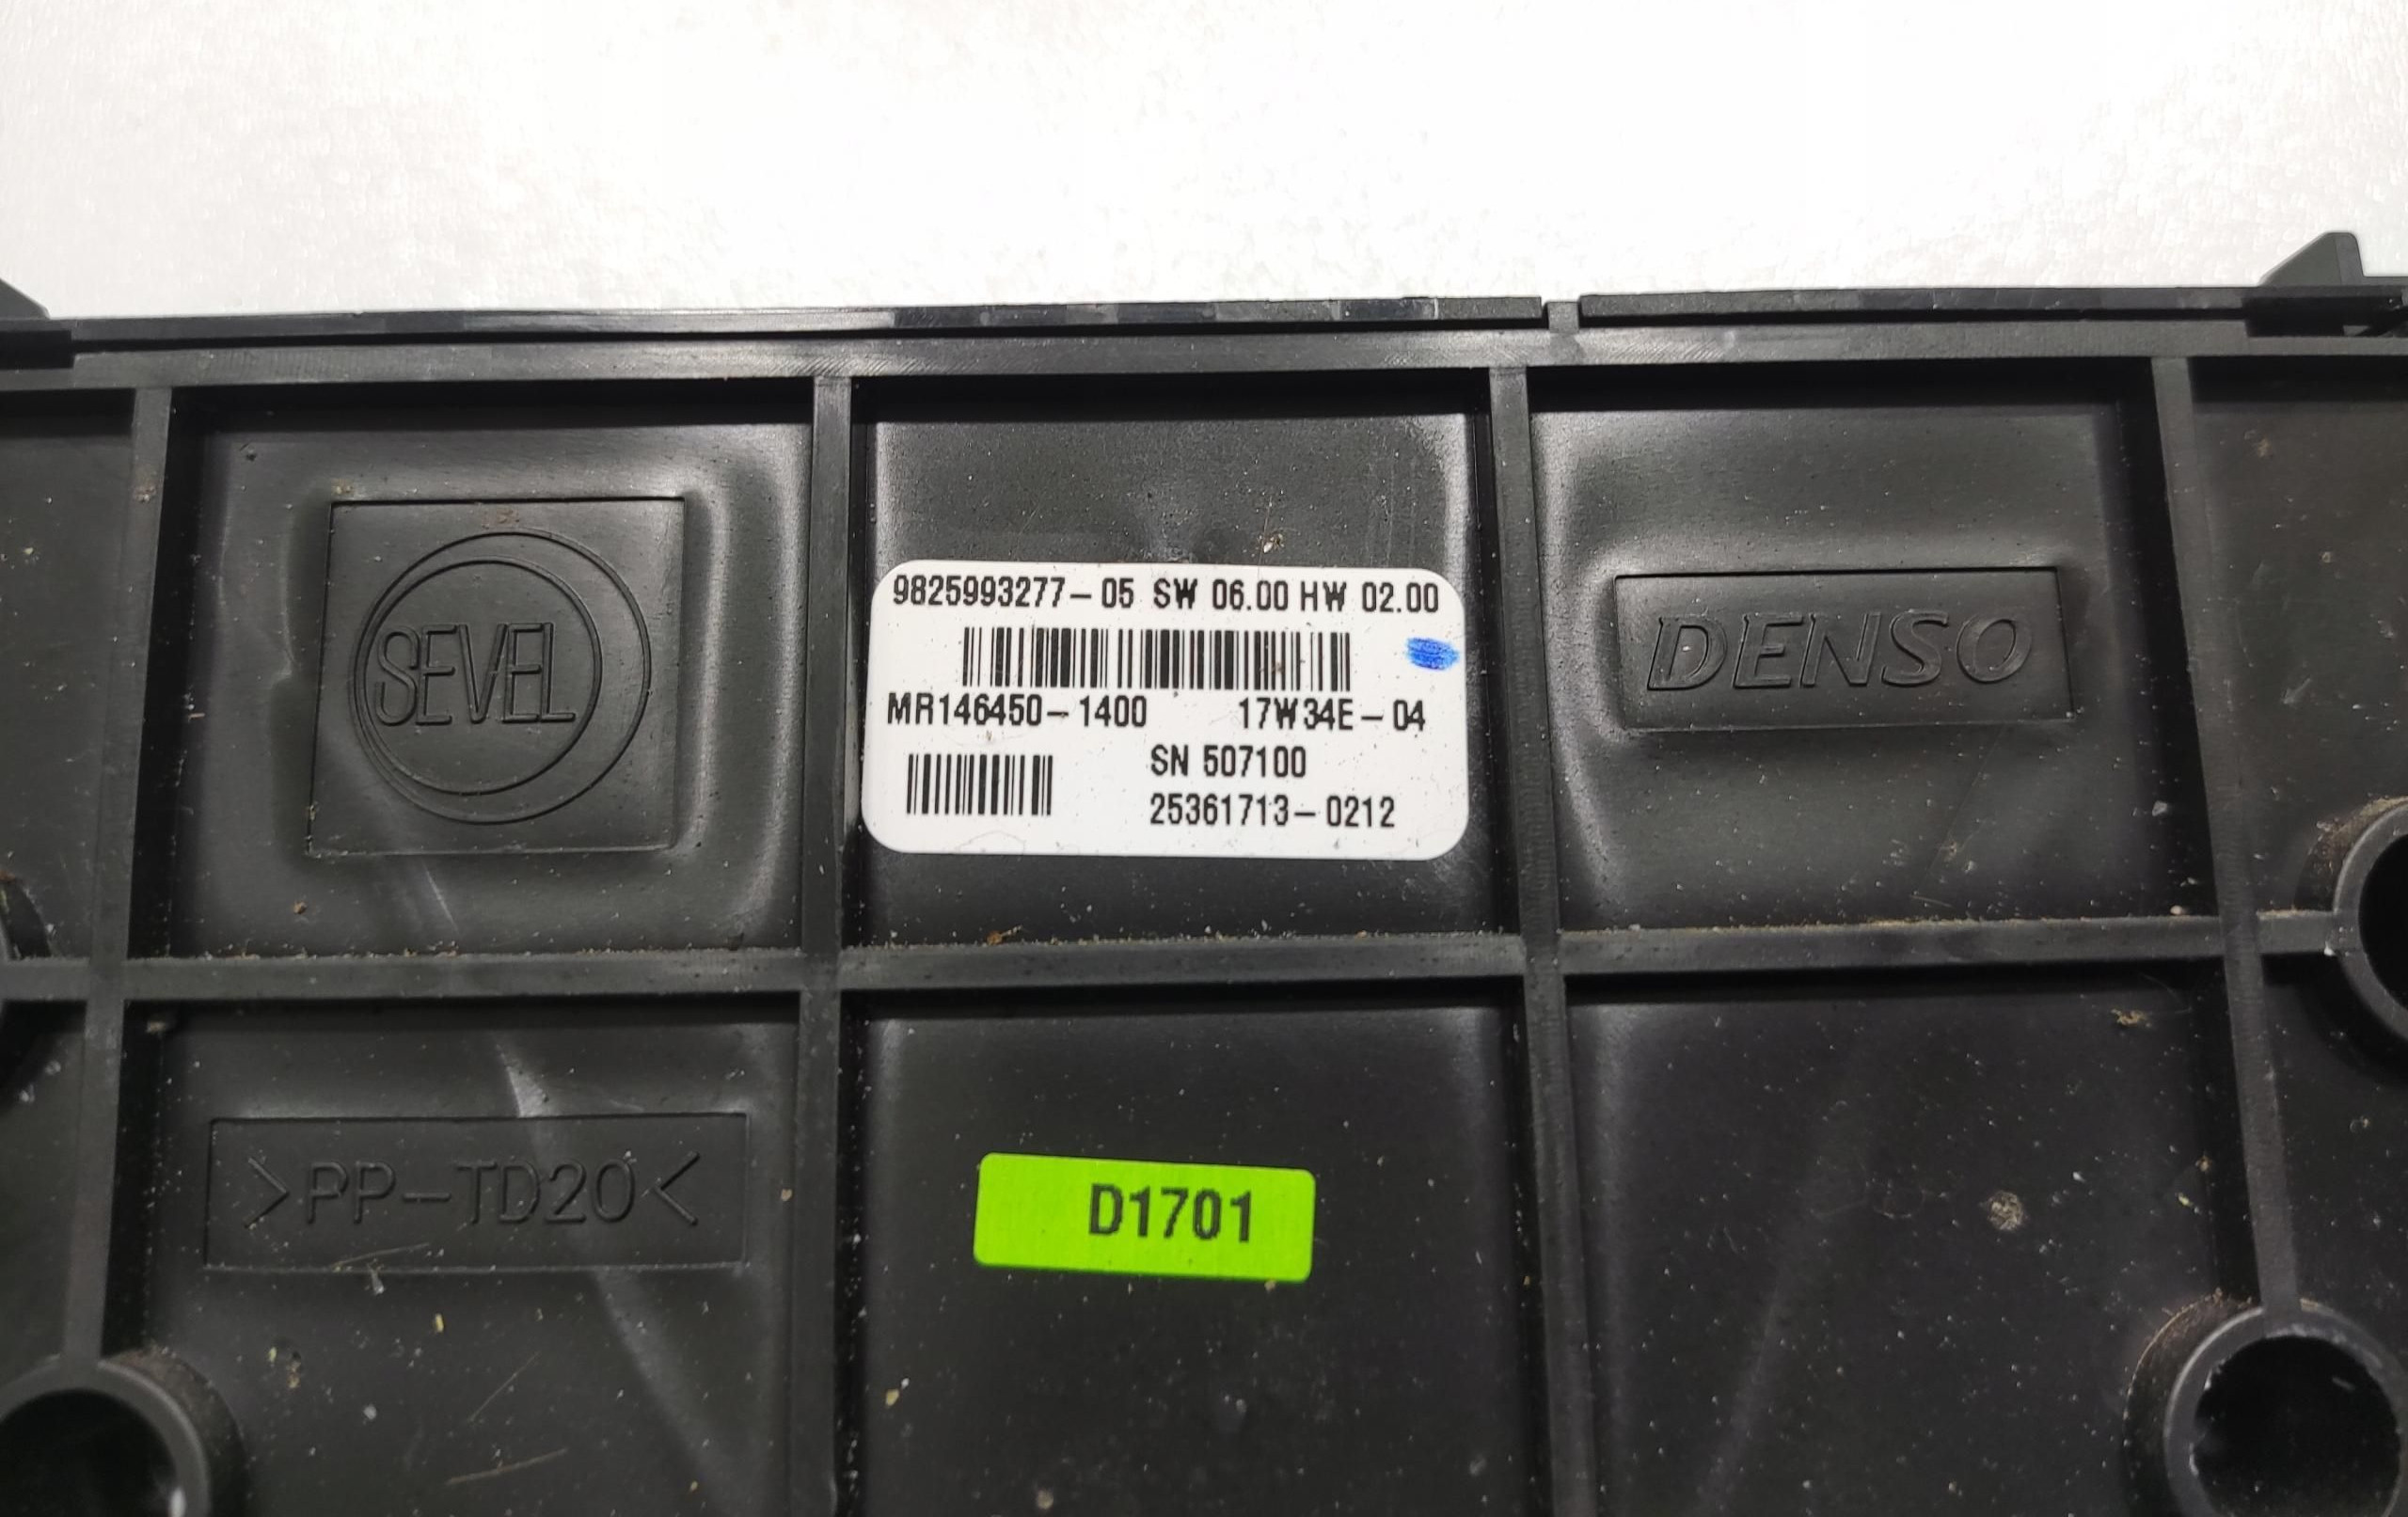 9825993277-05 SW 06.00 HW 02.00
MR146450-1400 17W34E-04
SN 507100
25361713-0212
SEVEL
DENSO
>PP-TD20<
D1701